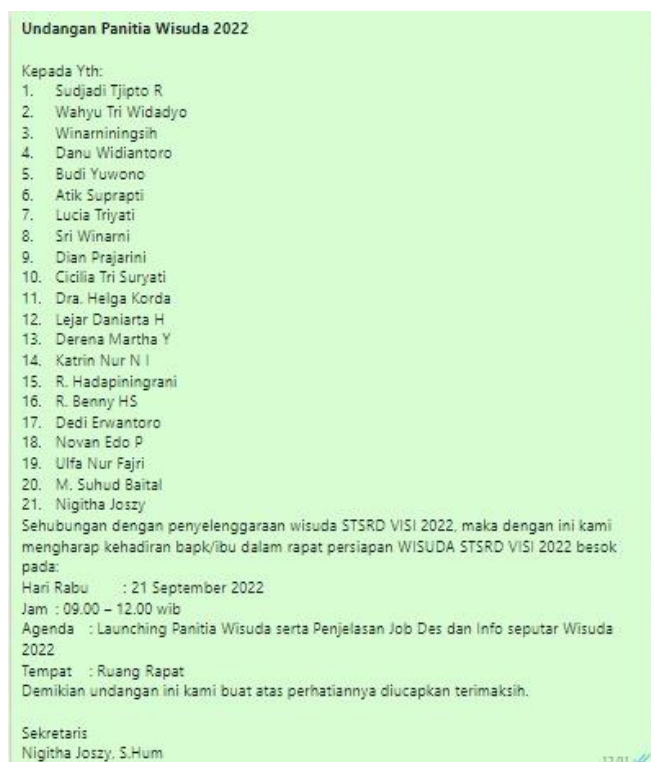 Undangan Panitia Wisuda 2022
Kepada Yth:
1. Sudjadi Tjipto R
2. Wahyu Tri Widadyo
3. Winarniningsih
4. Danu Widiantoro
5. Budi Yuwono
6. Atik Suprapti
7. Lucia Triyati
8. Sri Winarni
9. Dian Prajarini
10. Cicilia Tri Suryati
11. Dra. Helga Korda
12. Lejar Daniarta H
13. Derena Martha Y
14. Katrin Nur N I
15. R. Hadapiningrani
16. R. Benny HS
17. Dedi Erwantoro
18. Novan Edo P
19. Ulfa Nur Fajri
20. M. Suhud Baital
21. Nigitha Joszy
Sehubungan dengan penyelenggaraan wisuda STSRD VISI 2022, maka dengan ini kami
mengharap kehadiran bapk/ibu dalam rapat persiapan WISUDA STSRD VISI 2022 besok
pada:
Hari Rabu : 21 September 2022
Jam : 09.00 – 12.00 wib
Agenda : Launching Panitia Wisuda serta Penjelasan Job Des dan Info seputar Wisuda
2022
Tempat : Ruang Rapat
Demikian undangan ini kami buat atas perhatiannya diucapkan terimaksih.
Sekretaris
Nigitha Joszy, S.Hum